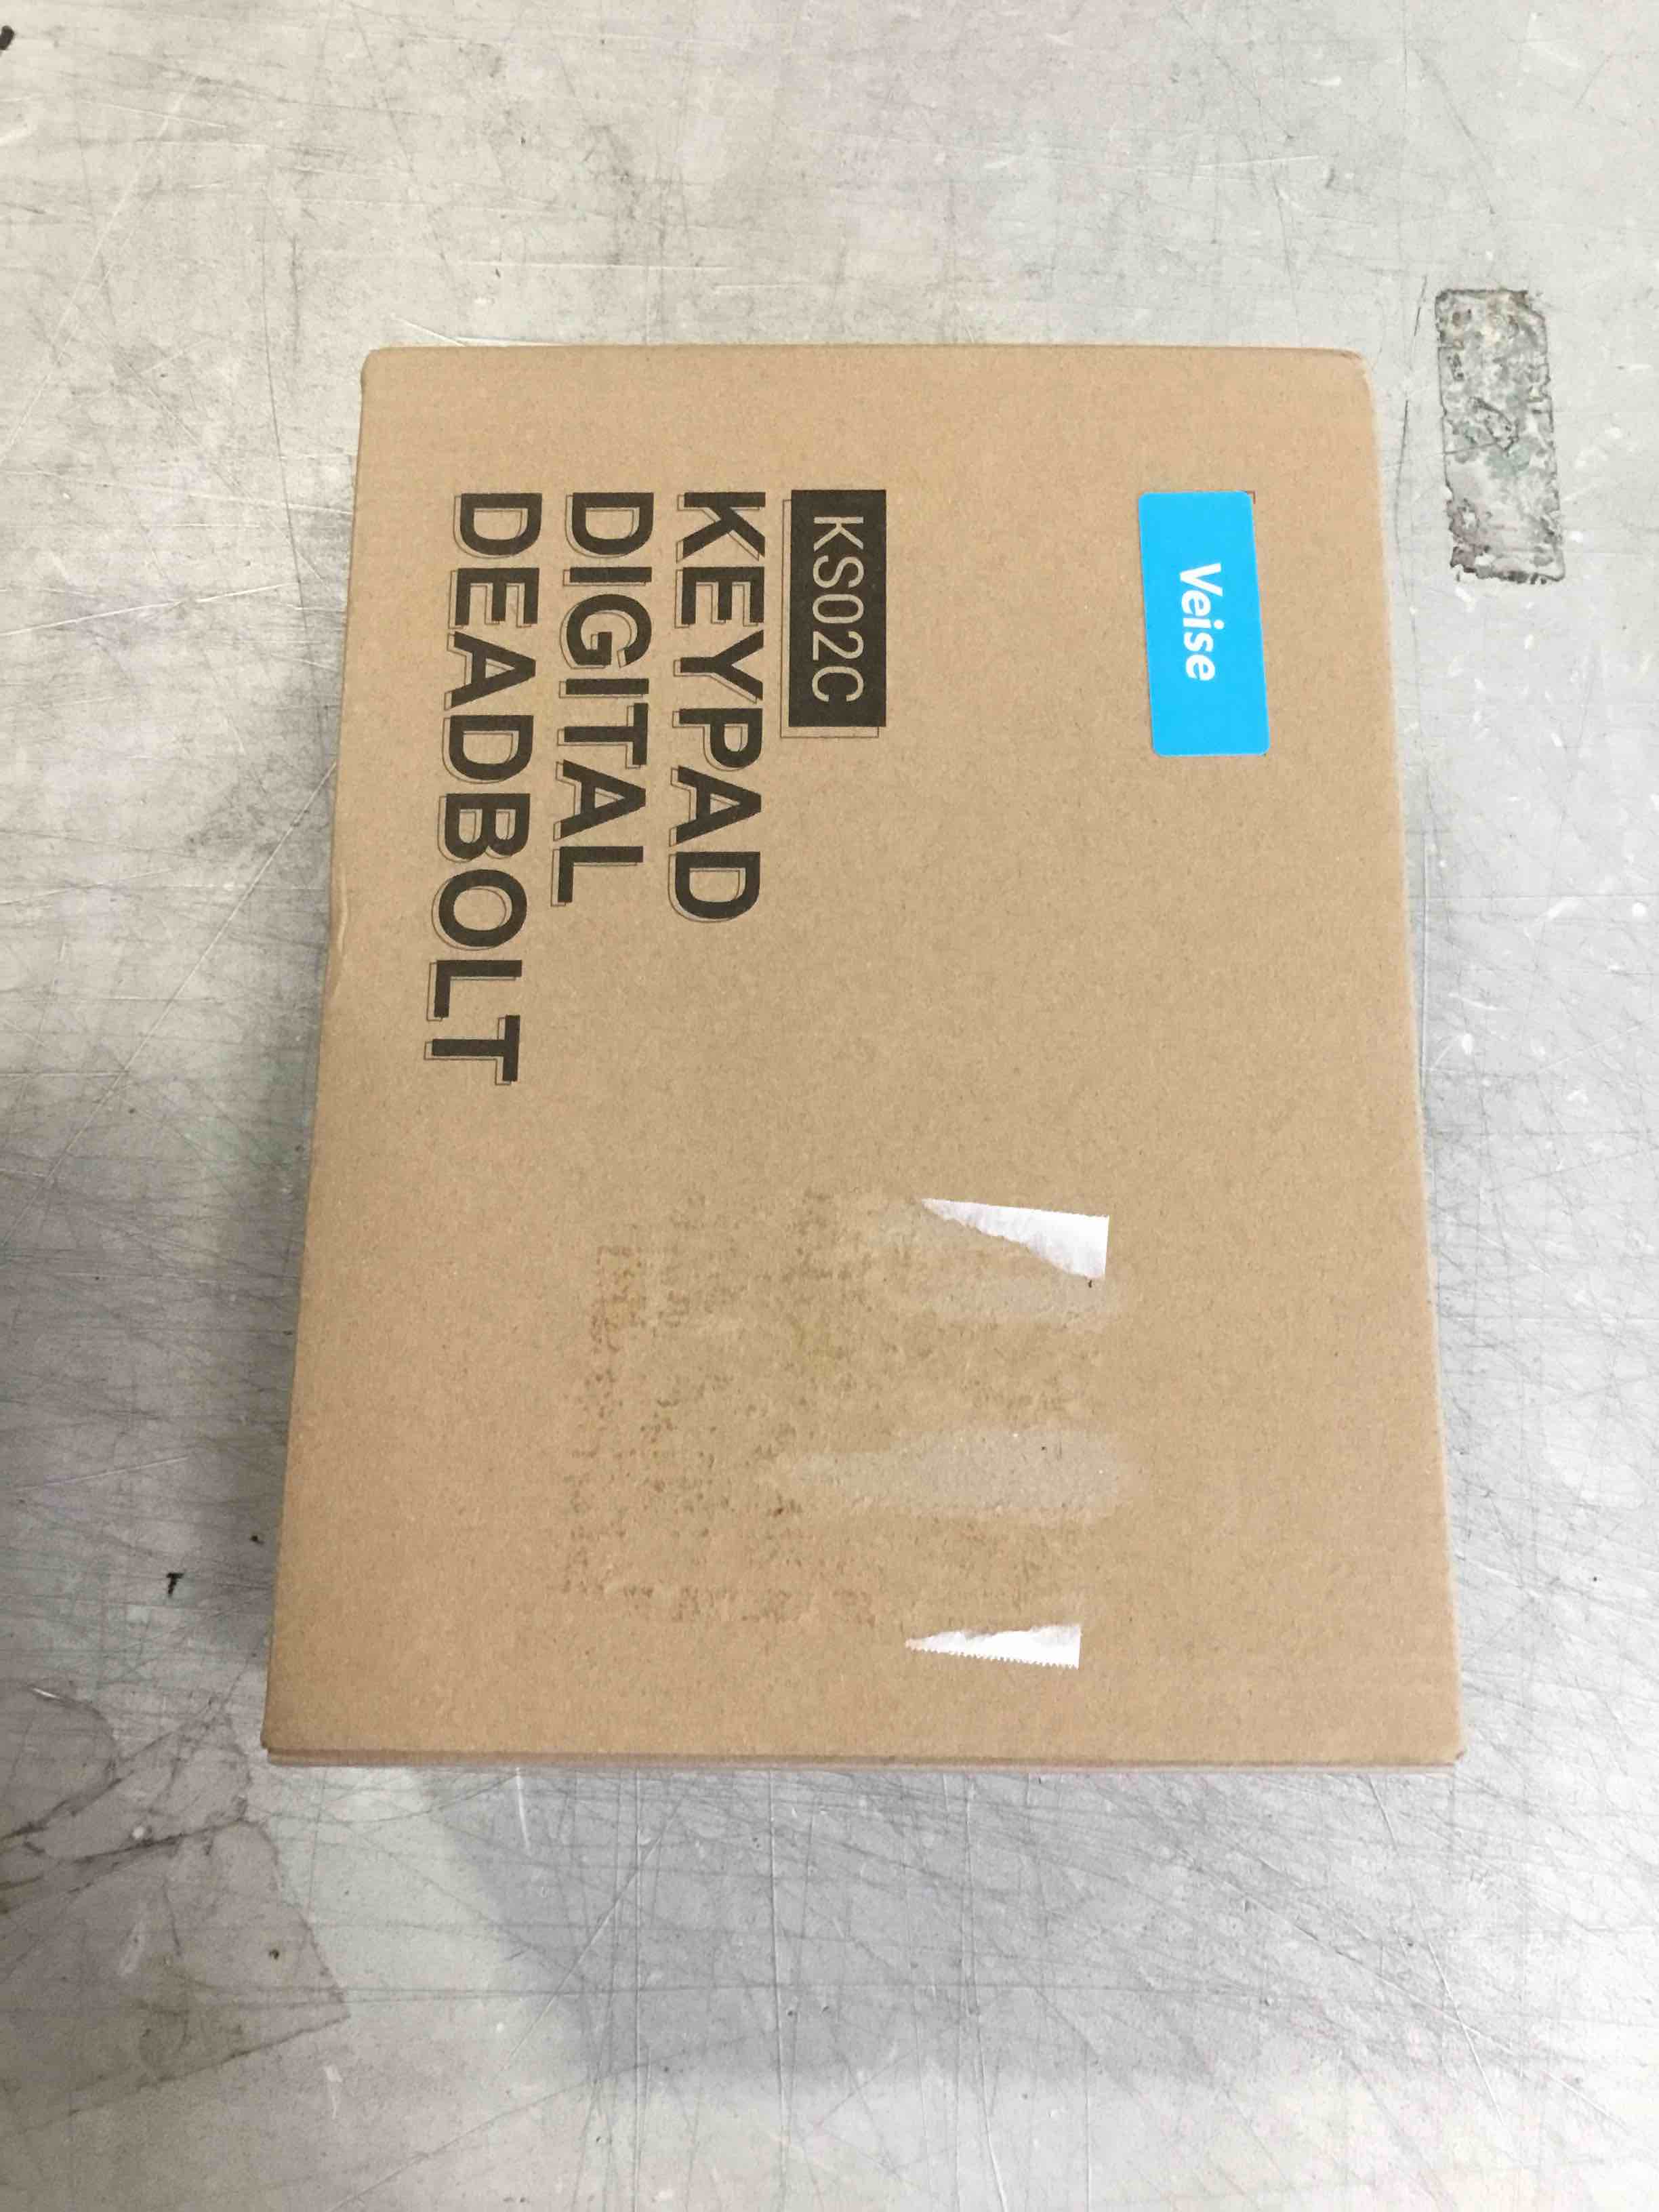 Veise
KS02C
KEYPAD
DIGITAL
DEADBOLT